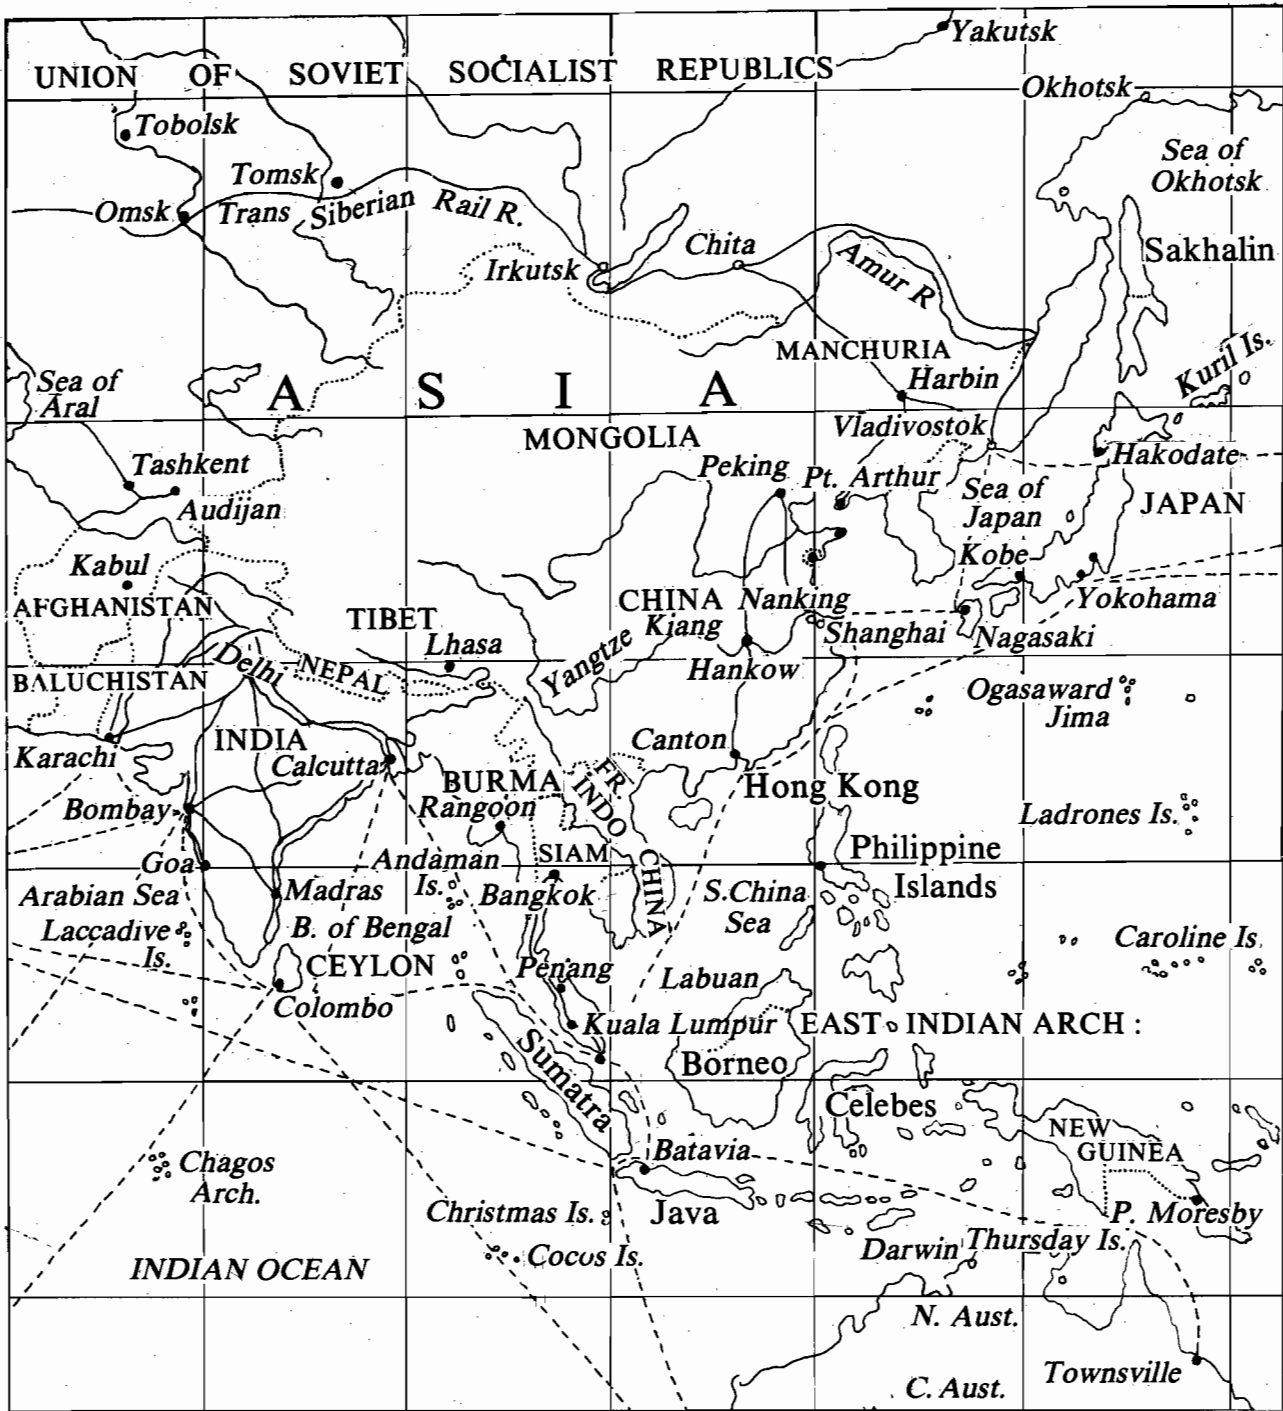 Yakutsk
UNION OF SOVIET SOCIALIST REPUBLICS
Okhotsk
Tobolsk
Sea of
Okhotsk
Tomsk
Omsk
Trans Siberian Rail R.
Chita
Irkutsk
Amur R
Sakhalin
MANCHURIA
Harbin
Kuril Is.
Sea of
Aral
ASIA
MONGOLIA
Vladivostok
Hakodate
Tashkent
Audijan
Peking
Pt. Arthur
Sea of
Japan
JAPAN
Kabul
AFGHANISTAN
Kobe
Yokohama
TIBET
Lhasa
CHINA
Nanking
Yangtze Kiang
Shanghai
Nagasaki
Hankow
Delhi
NEPAL
BALUCHISTAN
Ogasaward
Jima
Karachi
INDIA
Calcutta
Canton
Hong Kong
BURMA
Rangoon
FR.
INDO
CHINA
Bombay
Ladrones Is.
Goa
Andaman
Is.
SIAM
Bangkok
Philippine
Islands
Arabian Sea
Madras
S.China
Sea
Laccadive
Is.
B. of Bengal
Caroline Is
CEYLON
Colombo
Penang
Labuan
Kuala Lumpur
EAST INDIAN ARCH :
Sumatra
Borneo
Celebes
NEW
GUINEA
Batavia
Chagos
Arch.
Christmas Is.
Java
P. Moresby
Cocos Is.
Darwin
Thursday Is.
INDIAN OCEAN
N. Aust.
Townsville
C. Aust.